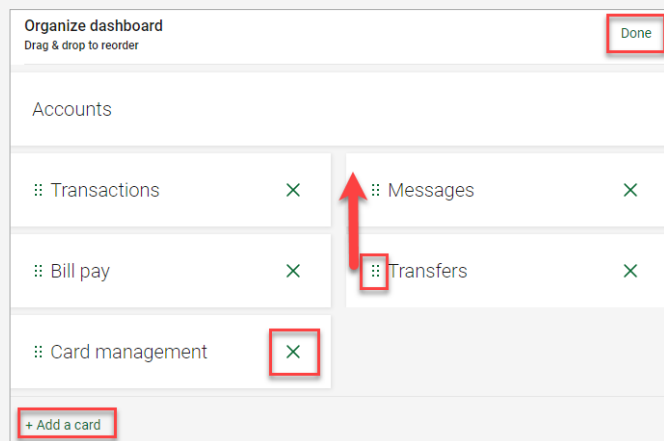 Organize dashboard
Drag & drop to reorder
Done
Accounts
Transactions
Messages
Bill pay
Transfers
Card management
+ Add a card